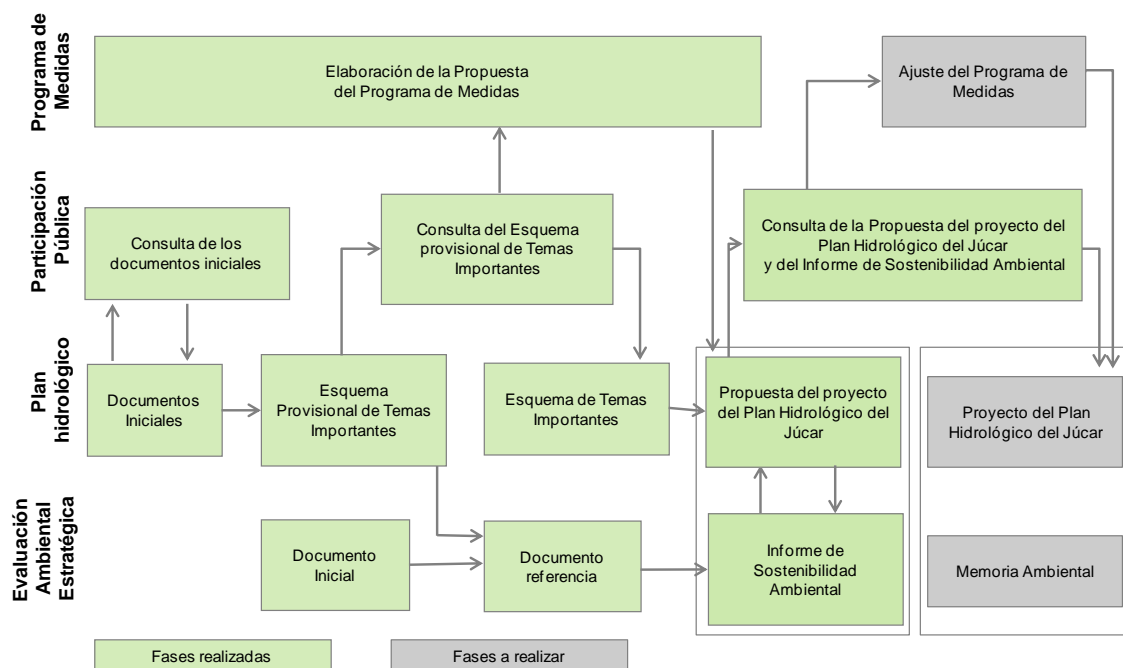 Programa de
Medidas
Elaboración de la Propuesta
del Programa de Medidas
Ajuste del Programa de
Medidas
Participación
Pública
Consulta de los
documentos iniciales
Consulta del Esquema
provisional de Temas
Importantes
Consulta de la Propuesta del proyecto del
Plan Hidrológico del Júcar
y del Informe de Sostenibilidad Ambiental
Plan
hidrológico
Documentos
Iniciales
Esquema
Provisional de Temas
Importantes
Esquema de Temas
Importantes
Propuesta del proyecto
del Plan Hidrológico del
Júcar
Proyecto del Plan
Hidrológico del Júcar
Evaluación
Ambiental
Estratégica
Documento
Inicial
Documento
referencia
Informe de
Sostenibilidad
Ambiental
Memoria Ambiental
Fases realizadas
Fases a realizar